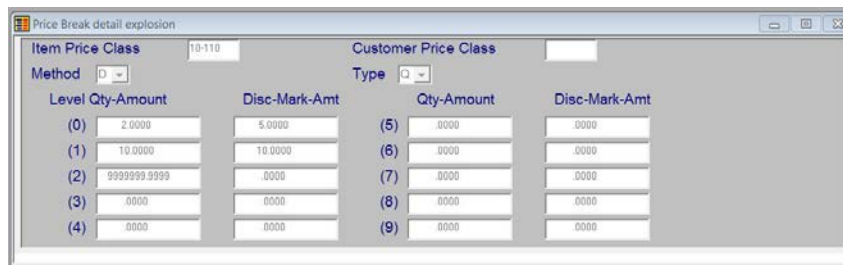 Price Break detail explosion
Item Price Class 10-110 Customer Price Class
Method D Type Q
Level Qty-Amount Disc-Mark-Amt Qty-Amount Disc-Mark-Amt
(0) 2.0000 5.0000 (5) .0000 .0000
(1) 10.0000 10.0000 (6) .0000 .0000
(2) 9999999.9999 .0000 (7) .0000 .0000
(3) .0000 .0000 (8) .0000 .0000
(4) .0000 .0000 (9) .0000 .0000